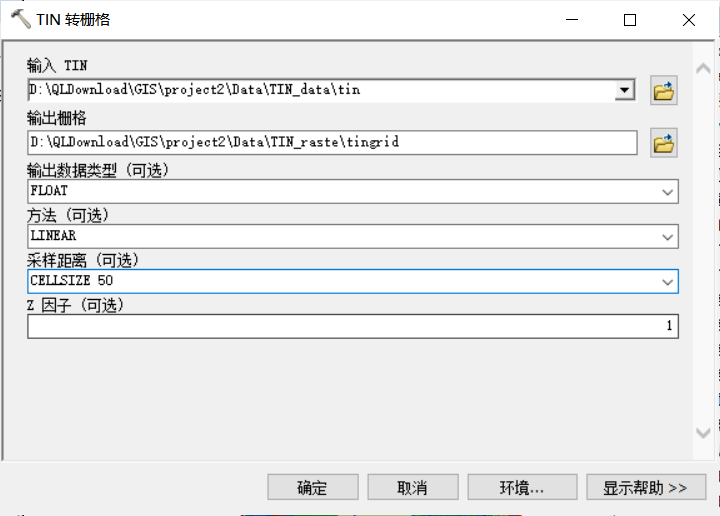 TIN 转栅格
输入 TIN
D:\QLDownload\GIS\project2\Data\TIN_data\tin
输出栅格
D:\QLDownload\GIS\project2\Data\TIN_raste\tingrid
输出数据类型 (可选)
FLOAT
方法 (可选)
LINEAR
采样距离 (可选)
CELLSIZE 50
Z 因子 (可选)
1
确定
取消
环境...
显示帮助 >>